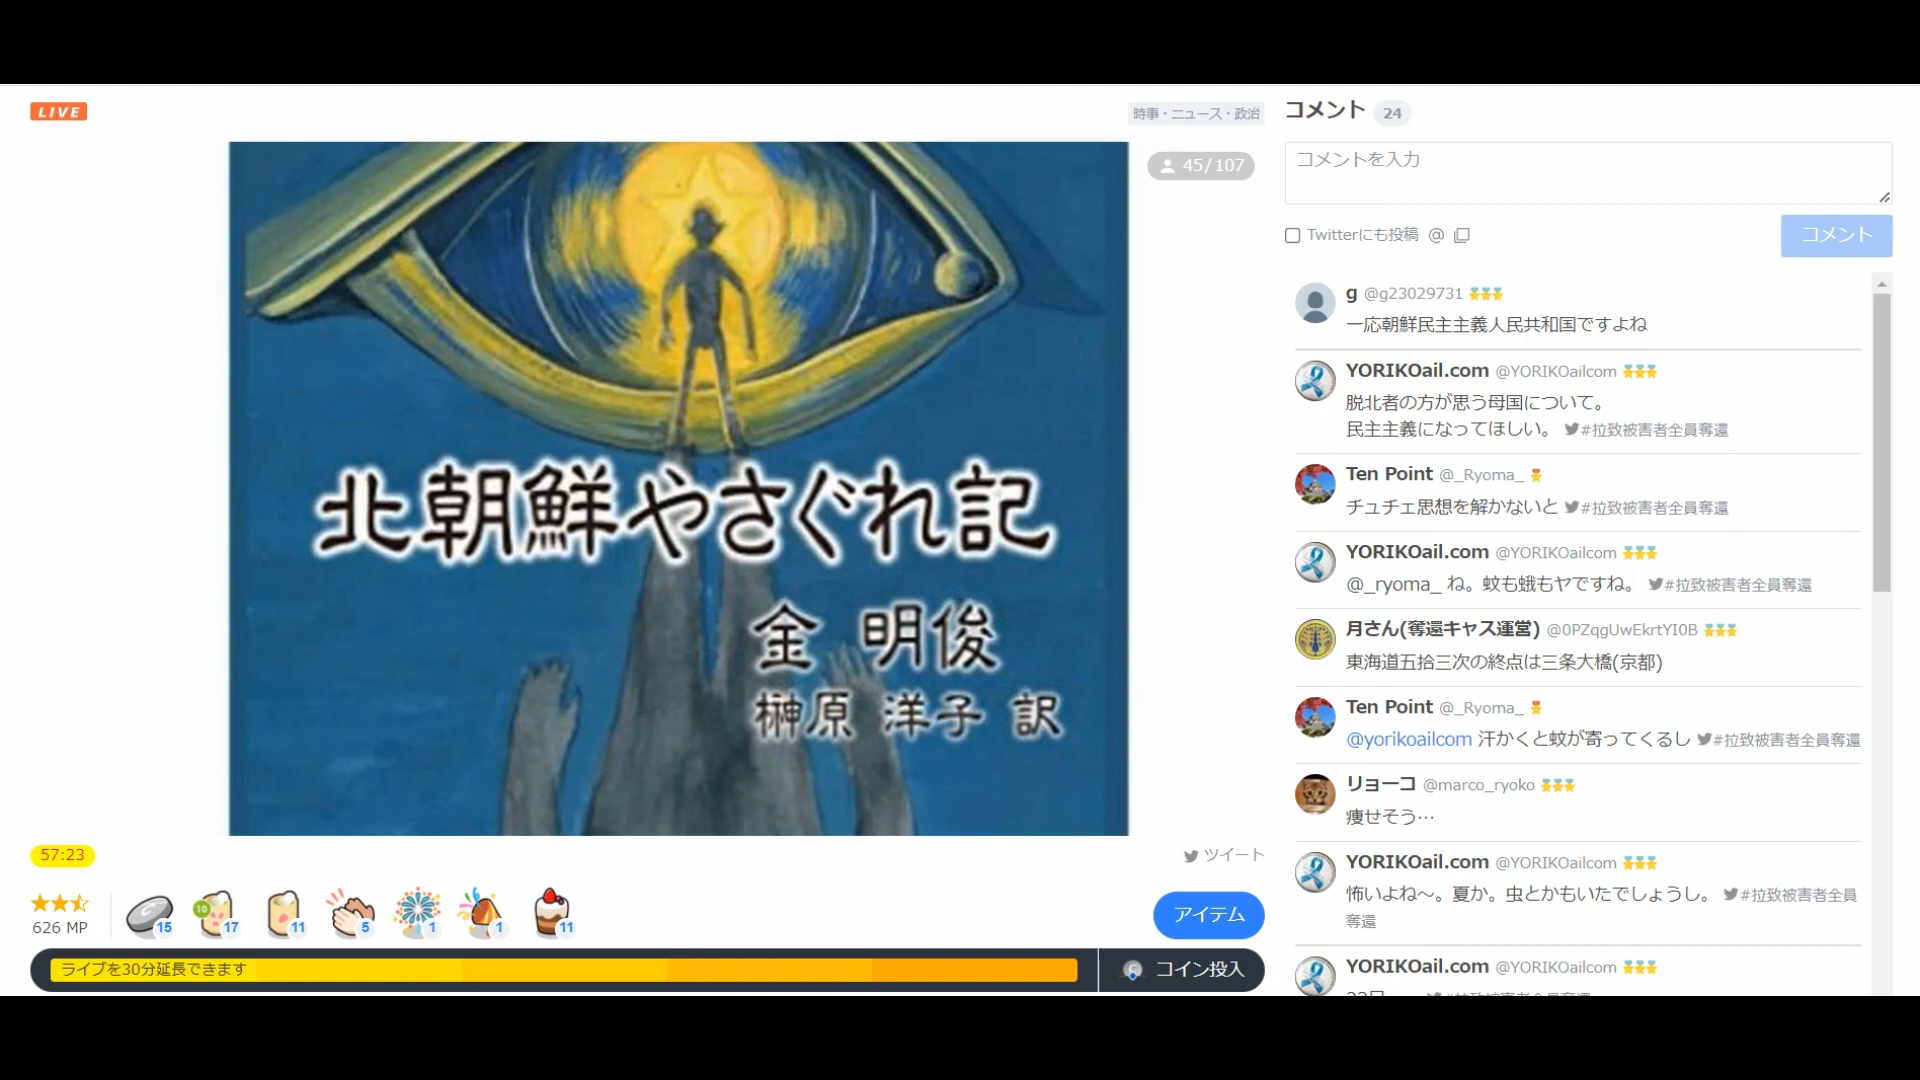 LIVE
時事・ニュース・政治
45/107
北朝鮮やさぐれ記
金 明俊
榊原 洋子 訳
57:23
ツイート
626 MP
15
10
17
11
5
1
1
11
アイテム
ライブを30分延長できます
コイン投入
コメント 24
コメントを入力
Twitterにも投稿 @
コメント
g @g23029731
一応朝鮮民主主義人民共和国ですよね
YORIKOail.com @YORIKOailcom
脱北者の方が思う母国について。
民主主義になってほしい。 #拉致被害者全員奪還
Ten Point @_Ryoma_
チュチェ思想を解かないと #拉致被害者全員奪還
YORIKOail.com @YORIKOailcom
@_ryoma_ ね。蚊も蛾もヤですね。 #拉致被害者全員奪還
月さん(奪還キャス運営) @0PZqgUwEkrtYI0B
東海道五拾三次の終点は三条大橋(京都)
Ten Point @_Ryoma_
@yorikoailcom 汗かくと蚊が寄ってくるし #拉致被害者全員奪還
リョーコ @marco_ryoko
痩せそう…
YORIKOail.com @YORIKOailcom
怖いよね〜。夏か。虫とかもいたでしょうし。 #拉致被害者全員
奪還
YORIKOail.com @YORIKOailcom